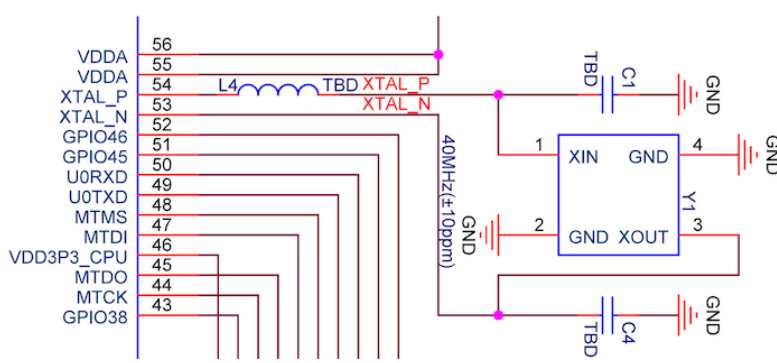 56
VDDA
55
VDDA
54
XTAL_P
L4
TBD
XTAL_P
53
XTAL_N
XTAL_N
52
GPIO46
51
GPIO45
50
U0RXD
49
U0TXD
48
MTMS
47
MTDI
46
VDD3P3_CPU
45
MTDO
44
MTCK
43
GPIO38
40MHz(±10ppm)
TBD
C1
GND
1
XIN
GND
4
GND
Y1
GND
2
GND
XOUT
3
TBD
C4
GND